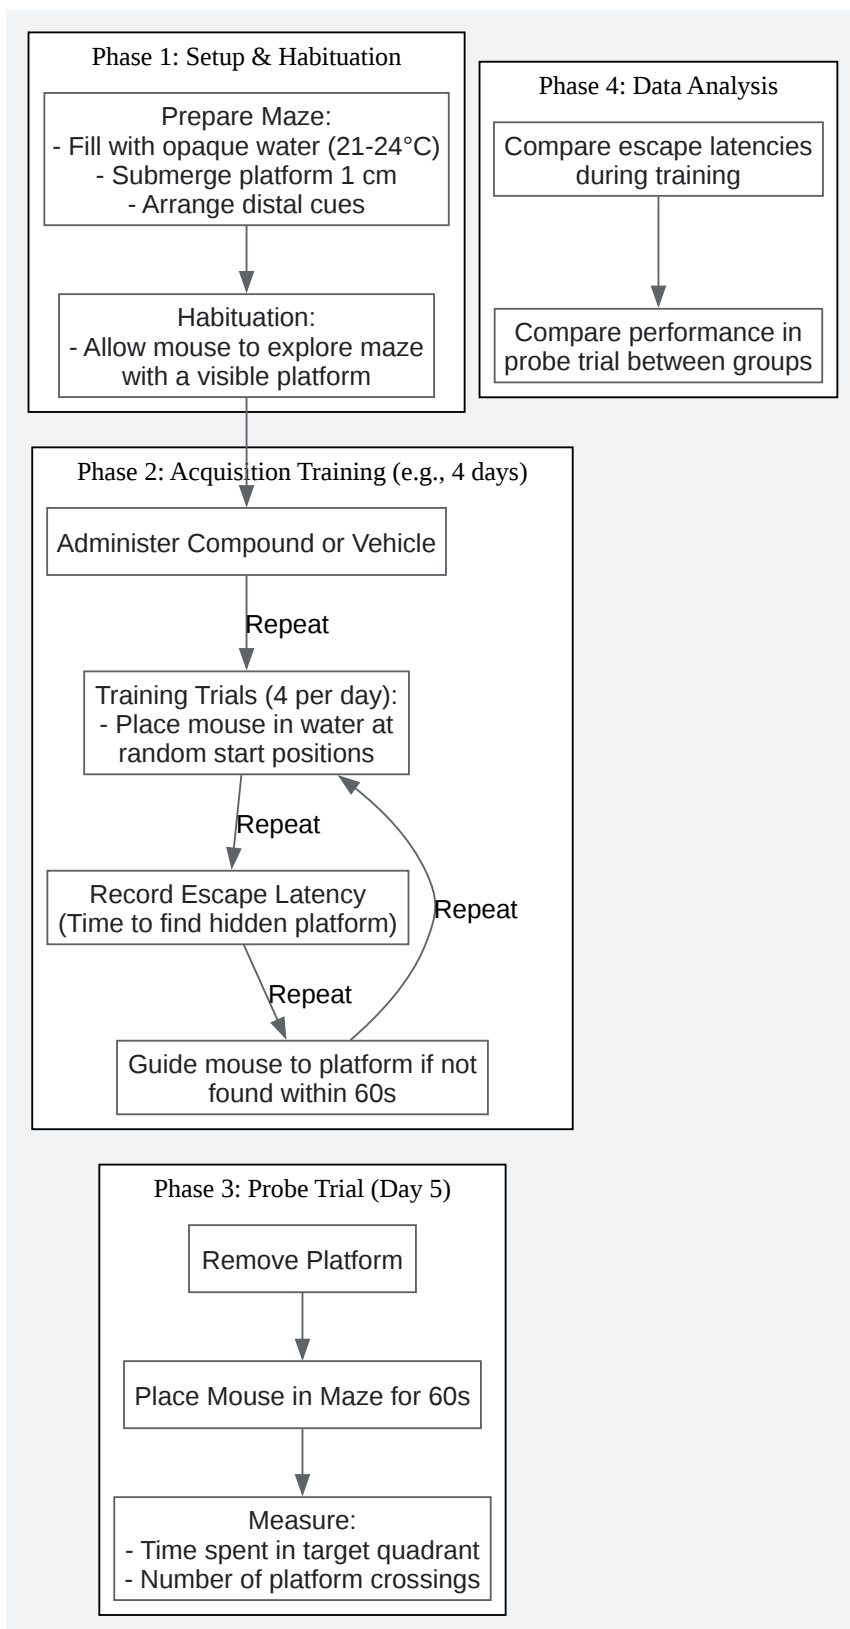 Phase 1: Setup & Habituation
Prepare Maze:
- Fill with opaque water (21-24°C)
- Submerge platform 1 cm
- Arrange distal cues
Habituation:
- Allow mouse to explore maze
with a visible platform
Phase 4: Data Analysis
Compare escape latencies
during training
Compare performance in
probe trial between groups
Phase 2: Acquisition Training (e.g., 4 days)
Administer Compound or Vehicle
Repeat
Training Trials (4 per day):
- Place mouse in water at
random start positions
Repeat
Record Escape Latency
(Time to find hidden platform)
Repeat
Repeat
Guide mouse to platform if not
found within 60s
Phase 3: Probe Trial (Day 5)
Remove Platform
Place Mouse in Maze for 60s
Measure:
- Time spent in target quadrant
- Number of platform crossings